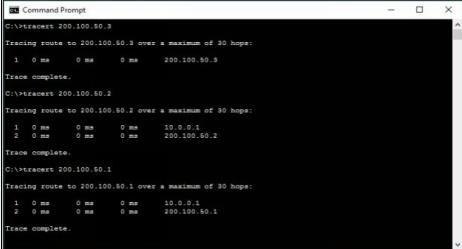 Command Prompt
C:\>tracert 200.100.50.3
Tracing route to 200.100.50.3 over a maximum of 30 hops:
1 0 ms 0 ms 0 ms 200.100.50.3
Trace complete.
C:\>tracert 200.100.50.2
Tracing route to 200.100.50.2 over a maximum of 30 hops:
1 0 ms 0 ms 0 ms 10.0.0.1
2 0 ms 0 ms 0 ms 200.100.50.2
Trace complete.
C:\>tracert 200.100.50.1
Tracing route to 200.100.50.1 over a maximum of 30 hops:
1 0 ms 0 ms 0 ms 10.0.0.1
2 0 ms 0 ms 0 ms 200.100.50.1
Trace complete.